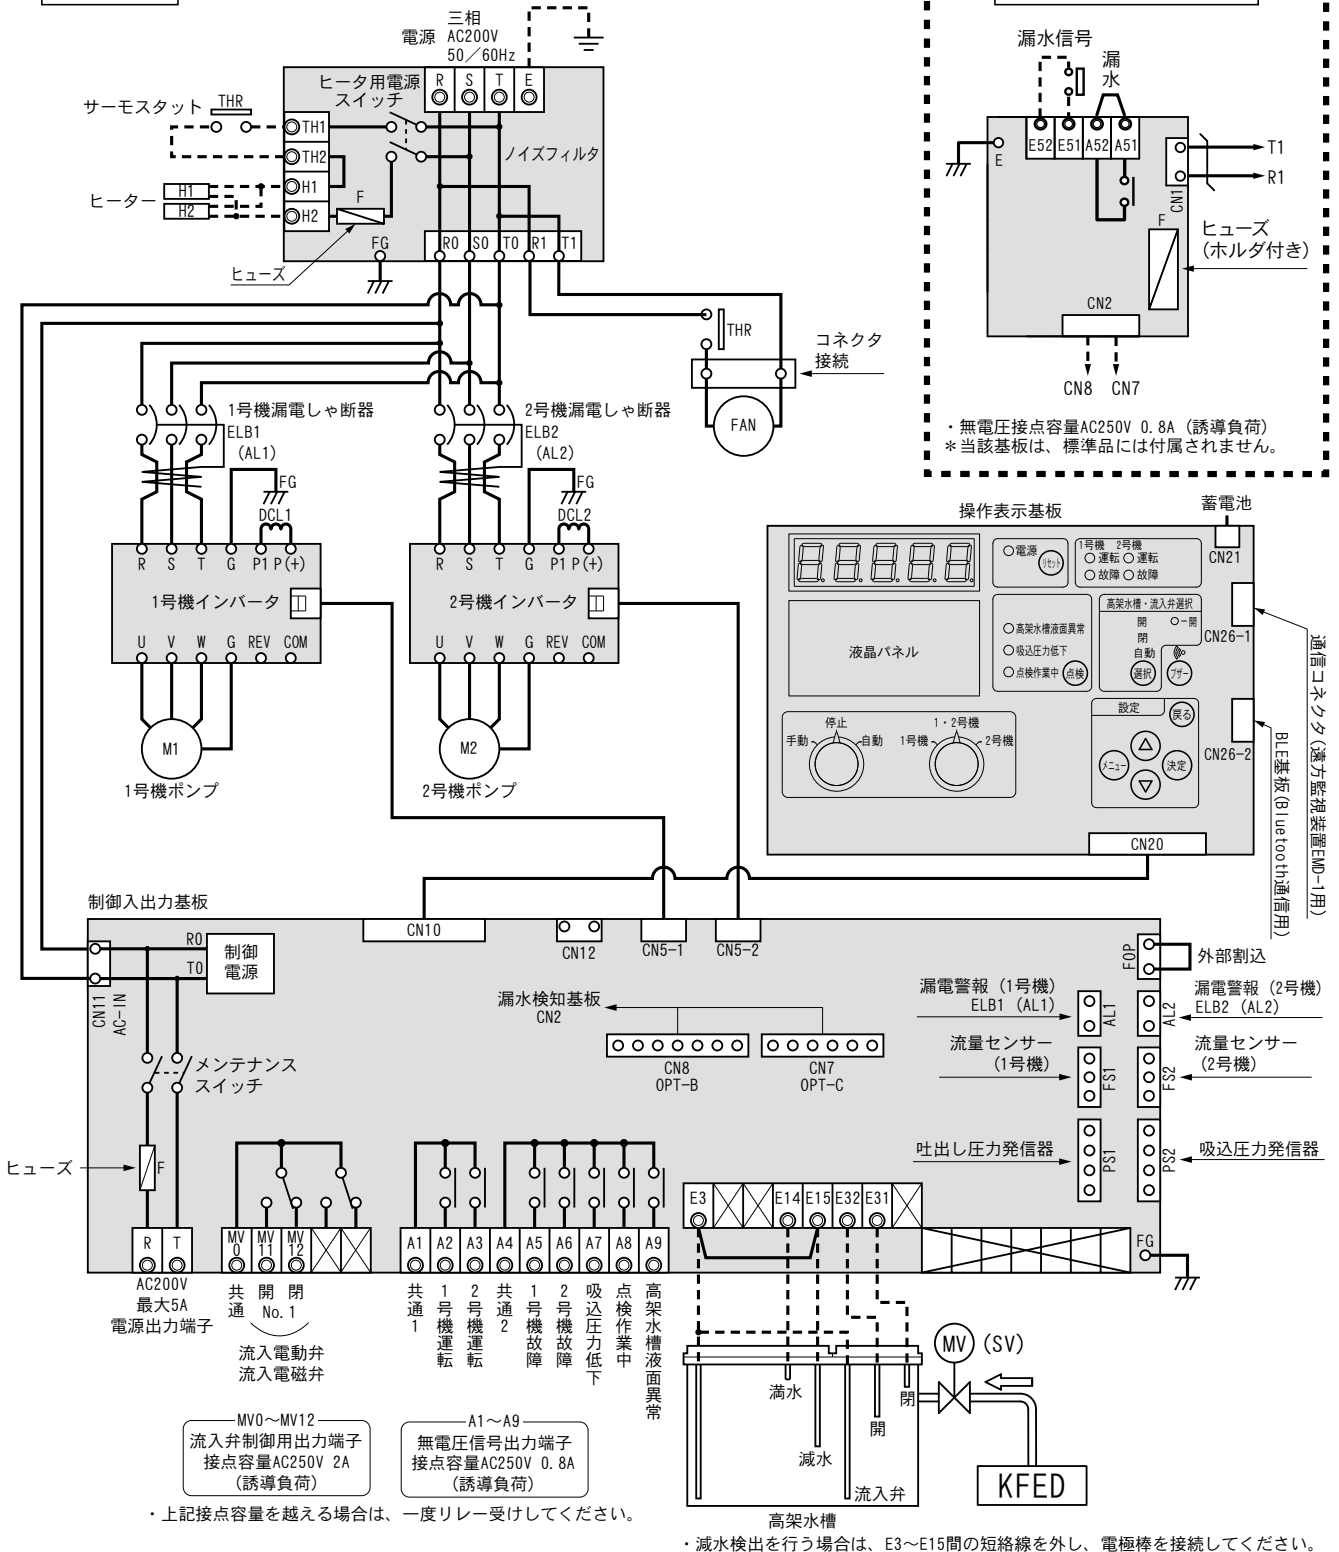 三相
電源 AC200V
50／60Hz
R S T E
ヒータ用電源
スイッチ
サーモスタット THR
TH1
TH2
H1
H2
ヒーター H1
H2
F
ノイズフィルタ
FG
R0 S0 T0 R1 T1
ヒューズ
THR
コネクタ
接続
FAN
漏水信号
漏水
E52 E51 A52 A51
E
CN1
T1
R1
F
ヒューズ
(ホルダ付き)
CN2
CN8 CN7
・無電圧接点容量AC250V 0.8A (誘導負荷)
＊当該基板は、標準品には付属されません。
1号機漏電しゃ断器
ELB1
(AL1)
2号機漏電しゃ断器
ELB2
(AL2)
FG
DCL1
FG
DCL2
R S T G P1 P(+)
1号機インバータ
U V W G REV COM
R S T G P1 P(+)
2号機インバータ
U V W G REV COM
M1
1号機ポンプ
M2
2号機ポンプ
操作表示基板
蓄電池
CN21
8.8.8.8.8.
電源
リセット
1号機 2号機
運転 運転
故障 故障
液晶パネル
高架水槽液面異常
吸込圧力低下
点検作業中 点検
高架水槽・流入弁選択
開 －開
閉
自動
選択 ブザー
設定
戻る
メニュー
決定
停止
手動 自動
1・2号機
1号機 2号機
CN26-1
CN26-2
CN20
通信コネクタ(遠方監視装置EMD-1用)
BLE基板(Bluetooth通信用)
制御入出力基板
CN10
CN12
CN5-1
CN5-2
R0
T0
制御
電源
CN11
AC-IN
メンテナンス
スイッチ
ヒューズ
F
漏水検知基板
CN2
CN8
OPT-B
CN7
OPT-C
FOP
外部割込
漏電警報 (1号機)
ELB1 (AL1)
AL1
AL2
漏電警報 (2号機)
ELB2 (AL2)
流量センサー
(1号機)
FS1
FS2
流量センサー
(2号機)
吐出し圧力発信器
PS1
PS2
吸込圧力発信器
R T
AC200V
最大5A
電源出力端子
MV0 MV11 MV12
共通 開 閉
No.1
流入電動弁
流入電磁弁
A1 A2 A3 A4 A5 A6 A7 A8 A9
共通1
1号機運転
2号機運転
共通2
1号機故障
2号機故障
吸込圧力低下
点検作業中
高架水槽液面異常
E3 E14 E15 E32 E31
FG
MV0～MV12
流入弁制御用出力端子
接点容量AC250V 2A
(誘導負荷)
A1～A9
無電圧信号出力端子
接点容量AC250V 0.8A
(誘導負荷)
・上記接点容量を越える場合は、一度リレー受けしてください。
満水
減水
流入弁
開
閉
高架水槽
MV (SV)
KFED
・減水検出を行う場合は、E3～E15間の短絡線を外し、電極棒を接続してください。